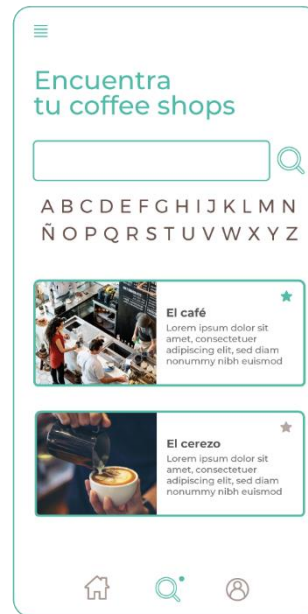 Encuentra
tu coffee shops
A B C D E F G H I J K L M N
Ñ O P Q R S T U V W X Y Z
El café
Lorem ipsum dolor sit
amet, consectetuer
adipiscing elit, sed diam
nonummy nibh euismod
El cerezo
Lorem ipsum dolor sit
amet, consectetuer
adipiscing elit, sed diam
nonummy nibh euismod